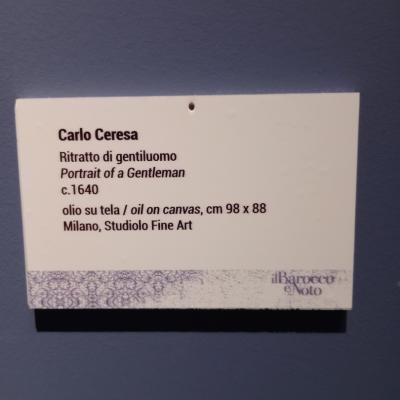 Carlo Ceresa
Ritratto di gentiluomo
Portrait of a Gentleman
c.1640
olio su tela / oil on canvas, cm 98 x 88
Milano, Studiolo Fine Art
il Barocco
è Noto